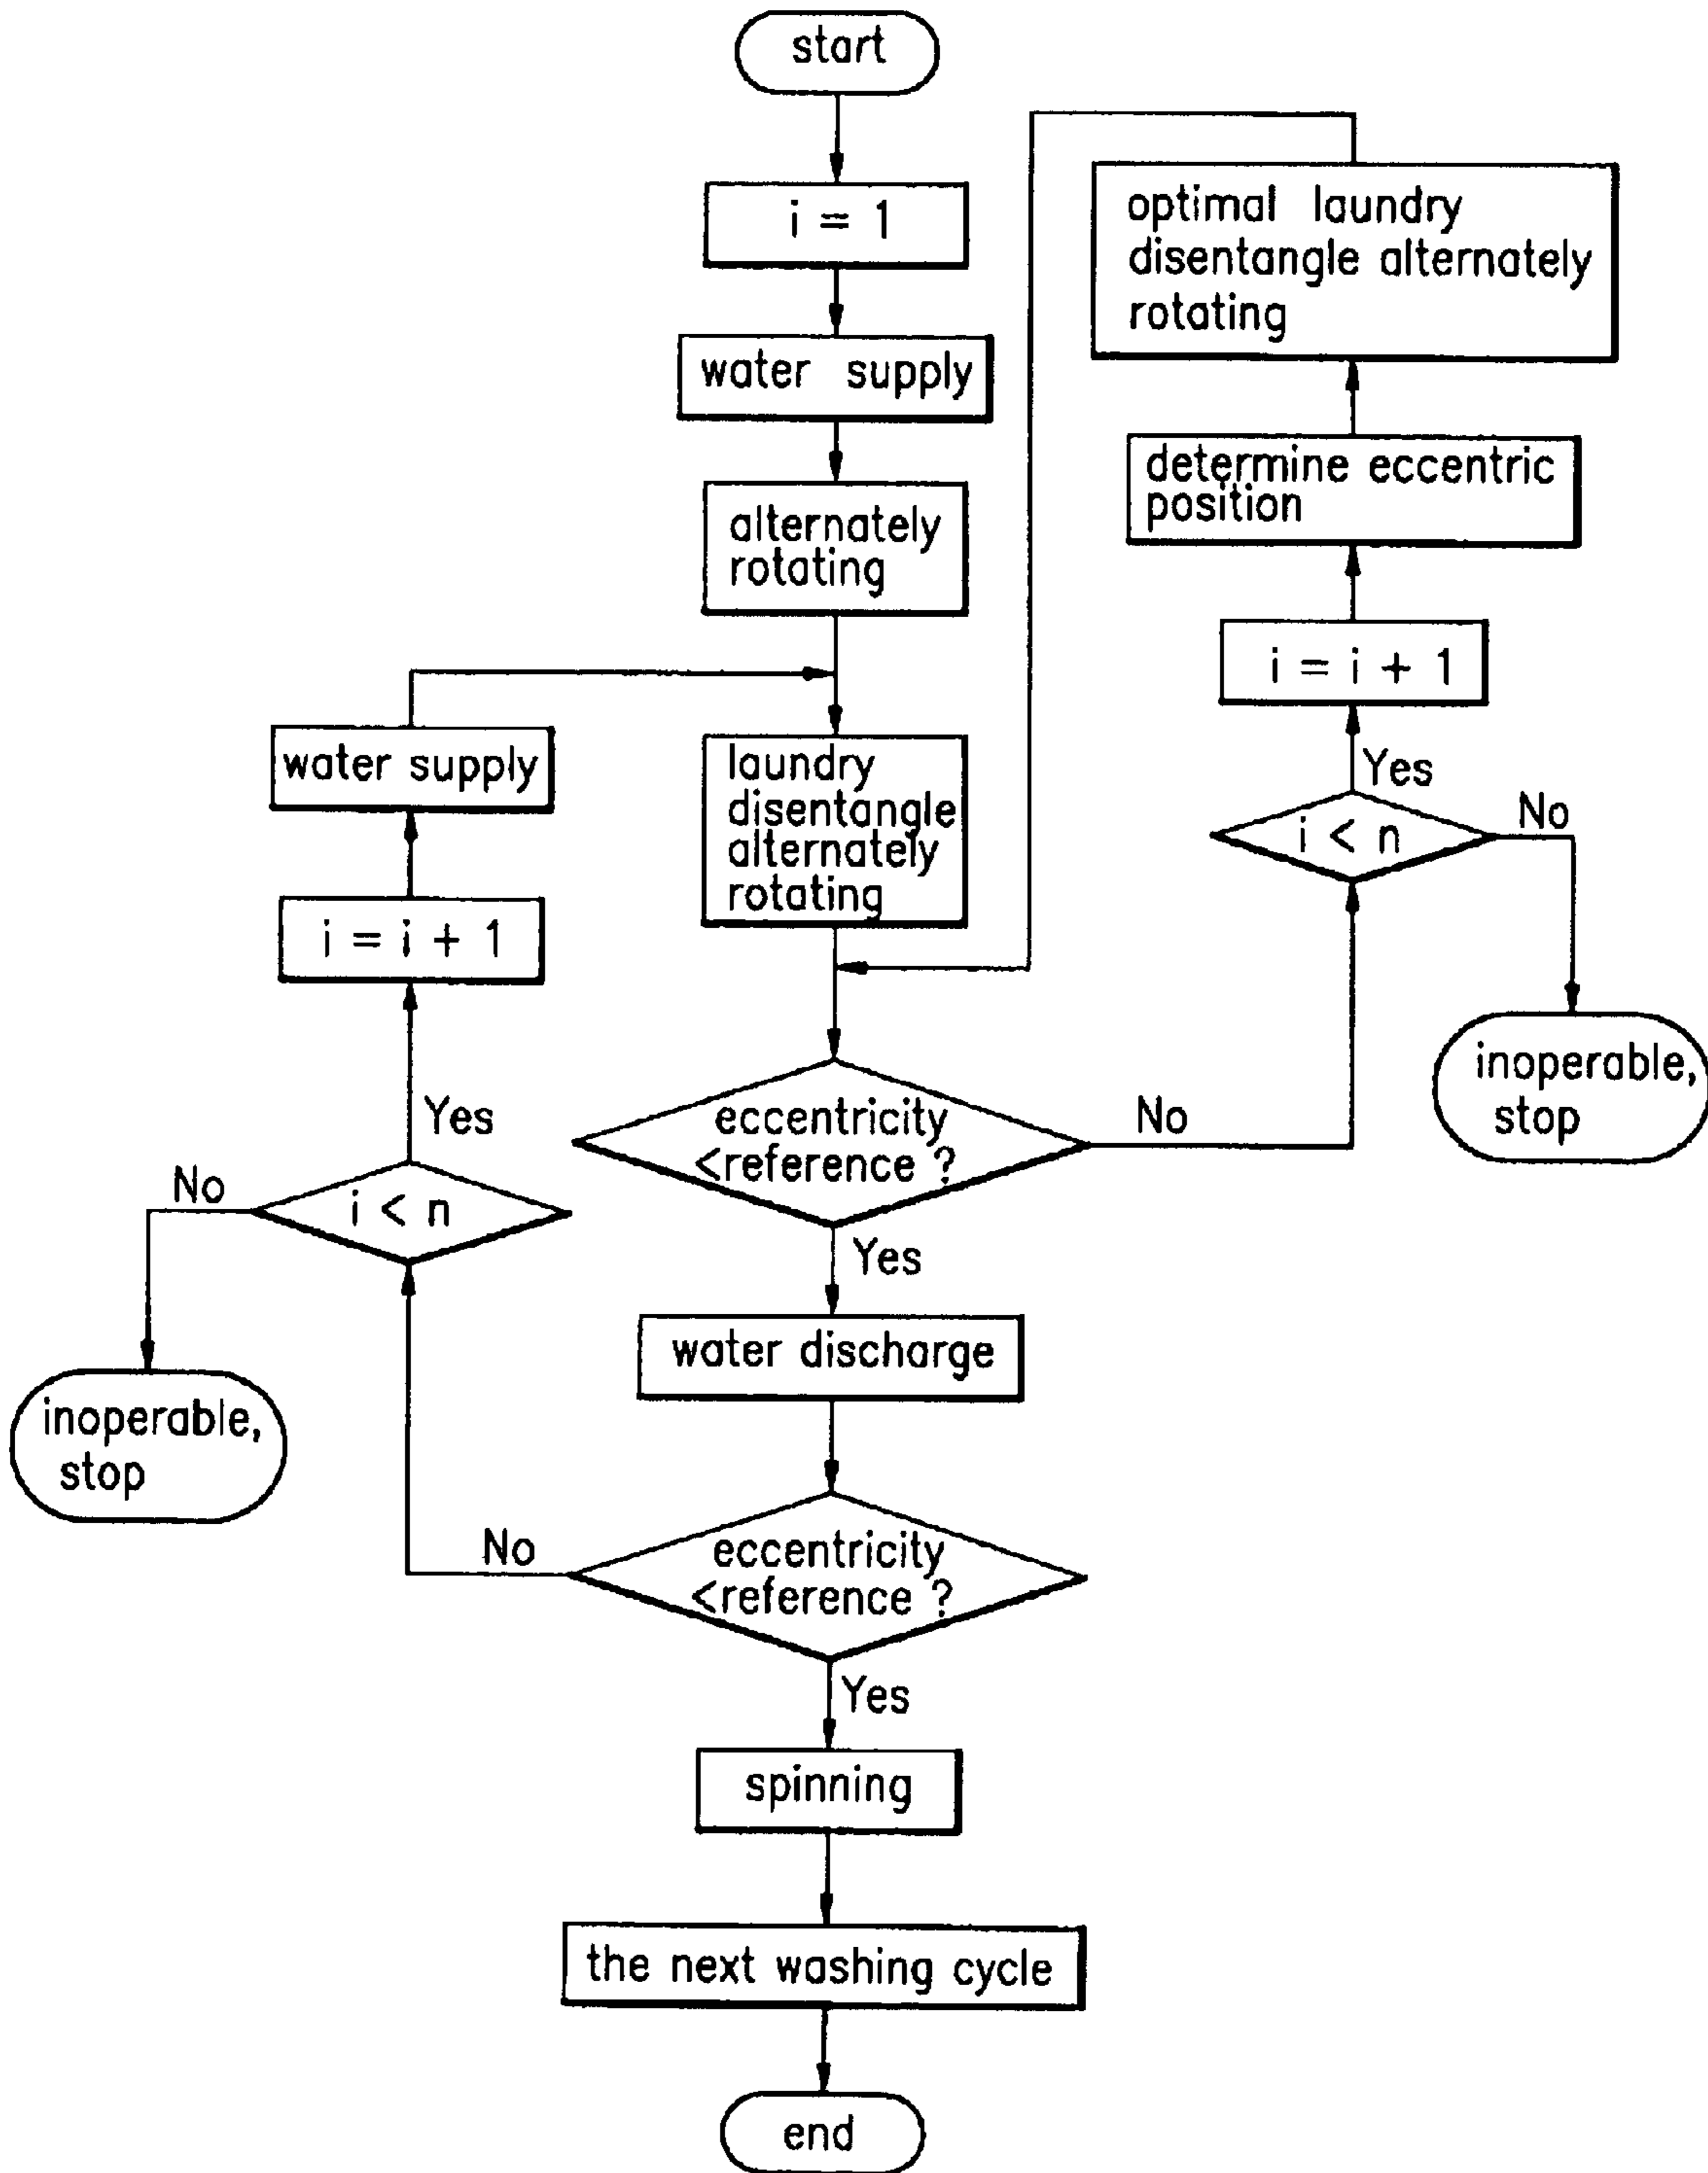 start
i = 1
water supply
alternately
rotating
laundry
disentangle
alternately
rotating
eccentricity
<reference ?
No
Yes
water discharge
eccentricity
<reference ?
No
Yes
spinning
the next washing cycle
end
optimal laundry
disentangle alternately
rotating
determine eccentric
position
i = i + 1
Yes
i < n
No
inoperable,
stop
water supply
i = i + 1
Yes
i < n
No
inoperable,
stop